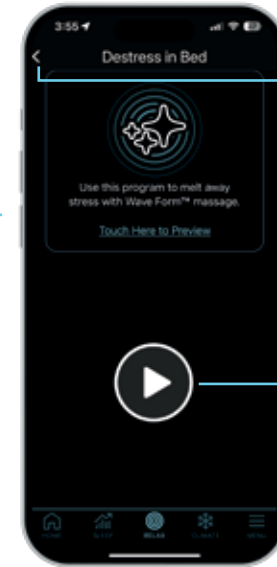 3:55
Destress in Bed
Use this program to melt away
stress with Wave Form™ massage.
Touch Here to Preview
HOME
SLEEP
RELAX
CLIMATE
MENU